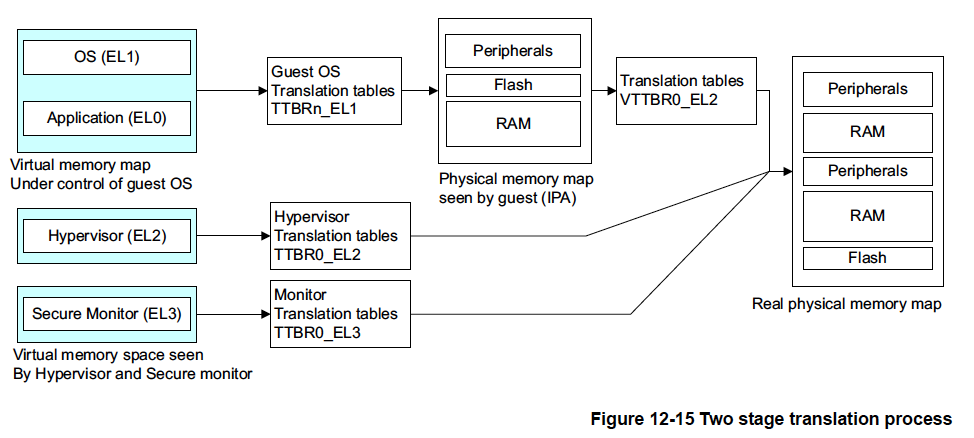 OS (EL1)
Application (EL0)
Virtual memory map
Under control of guest OS
Guest OS
Translation tables
TTBRn_EL1
Peripherals
Flash
RAM
Physical memory map
seen by guest (IPA)
Translation tables
VTTBR0_EL2
Peripherals
RAM
Peripherals
RAM
Flash
Real physical memory map
Hypervisor (EL2)
Hypervisor
Translation tables
TTBR0_EL2
Secure Monitor (EL3)
Monitor
Translation tables
TTBR0_EL3
Virtual memory space seen
By Hypervisor and Secure monitor
Figure 12-15 Two stage translation process